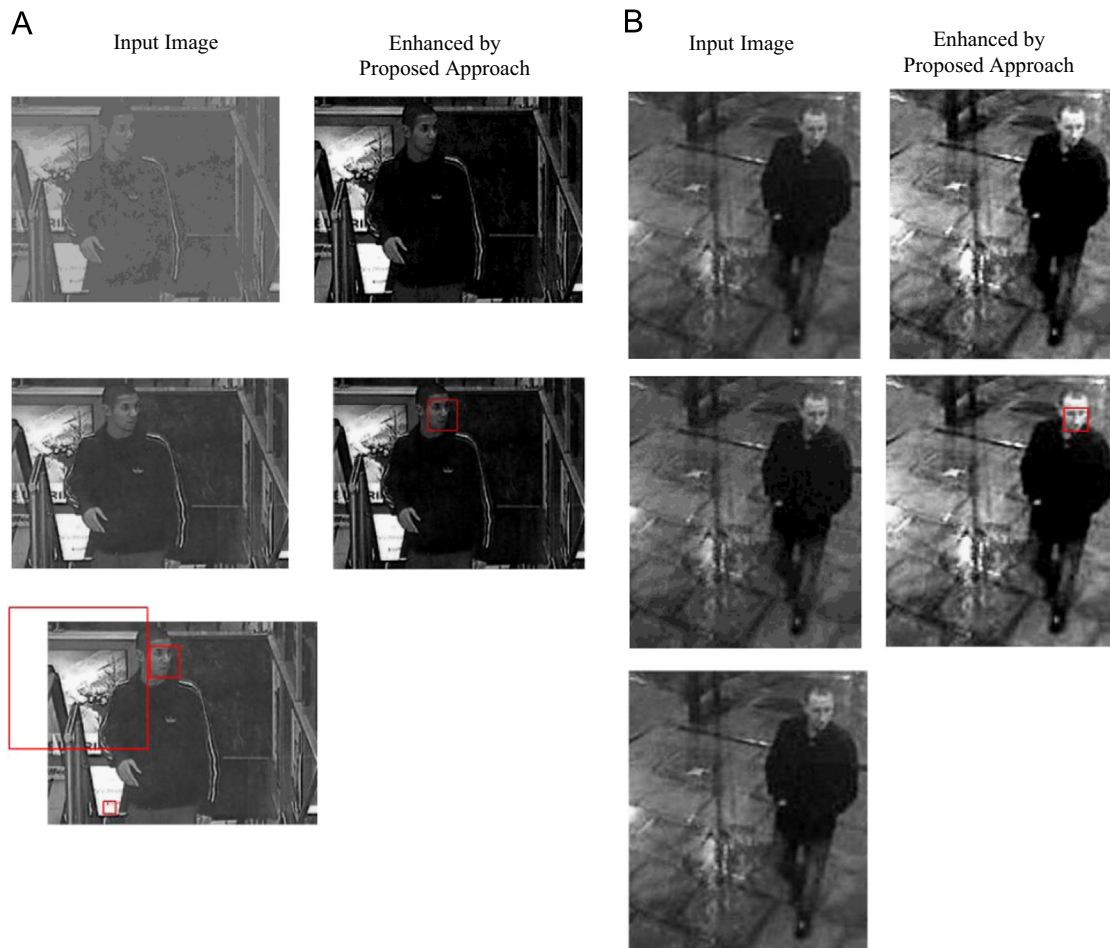 A
Input Image
Enhanced by
Proposed Approach
B
Input Image
Enhanced by
Proposed Approach